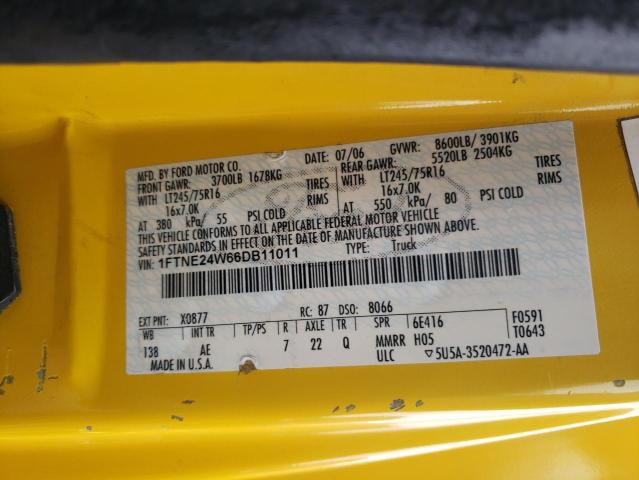 MFD. BY FORD MOTOR CO. DATE: 07/06 GVWR: 8600LB/ 3901KG
FRONT GAWR: 3700LB 1678KG REAR GAWR: 5520LB 2504KG
WITH LT245/75R16 TIRES WITH LT245/75R16 TIRES
16x7.0K RIMS 16x7.0K RIMS
AT 380 kPa/ 55 PSI COLD AT 550 kPa/ 80 PSI COLD
THIS VEHICLE CONFORMS TO ALL APPLICABLE FEDERAL MOTOR VEHICLE
SAFETY STANDARDS IN EFFECT ON THE DATE OF MANUFACTURE SHOWN ABOVE.
VIN: 1FTNE24W66DB11011 TYPE: Truck
EXT PNT: X0877 RC: 87 DSO: 8066
WB INT TR TP/PS R AXLE TR SPR 6E416 F0591
138 AE 7 22 Q MMRR H05 T0643
MADE IN U.S.A. ULC ▽5U5A-3520472-AA